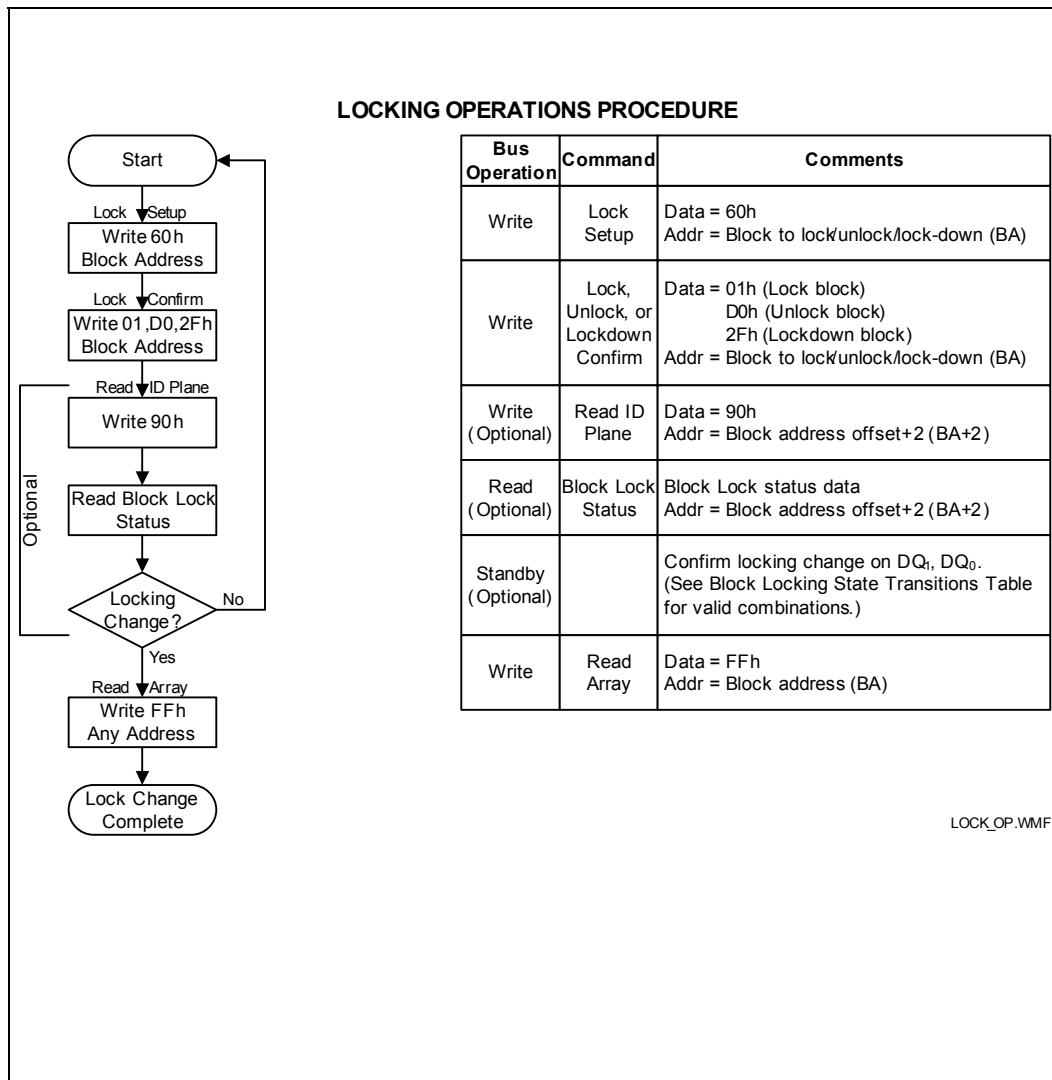 LOCKING OPERATIONS PROCEDURE
Start
Lock Setup
Write 60h
Block Address
Lock Confirm
Write 01,D0,2Fh
Block Address
Read ID Plane
Write 90h
Optional
Read Block Lock
Status
Locking
Change?
No
Yes
Read Array
Write FFh
Any Address
Lock Change
Complete
Bus
Operation
Command
Comments
Write
Lock
Setup
Data = 60h
Addr = Block to lock/unlock/lock-down (BA)
Write
Lock,
Unlock, or
Lockdown
Confirm
Data = 01h (Lock block)
D0h (Unlock block)
2Fh (Lockdown block)
Addr = Block to lock/unlock/lock-down (BA)
Write
(Optional)
Read ID
Plane
Data = 90h
Addr = Block address offset+2 (BA+2)
Read
(Optional)
Block Lock
Status
Block Lock status data
Addr = Block address offset+2 (BA+2)
Standby
(Optional)
Confirm locking change on DQ₁, DQ₀.
(See Block Locking State Transitions Table
for valid combinations.)
Write
Read
Array
Data = FFh
Addr = Block address (BA)
LOCK_OP.WMF